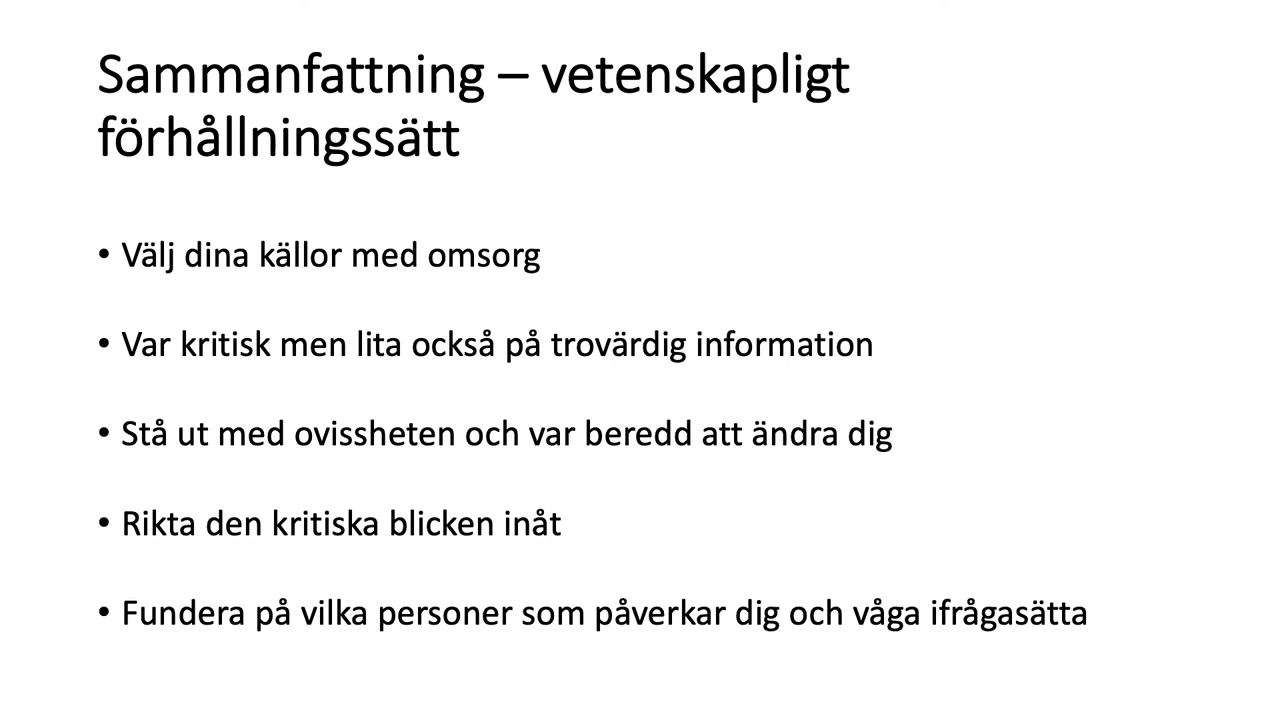 Sammanfattning – vetenskapligt
förhållningssätt
• Välj dina källor med omsorg
• Var kritisk men lita också på trovärdig information
• Stå ut med ovissheten och var beredd att ändra dig
• Rikta den kritiska blicken inåt
• Fundera på vilka personer som påverkar dig och våga ifrågasätta